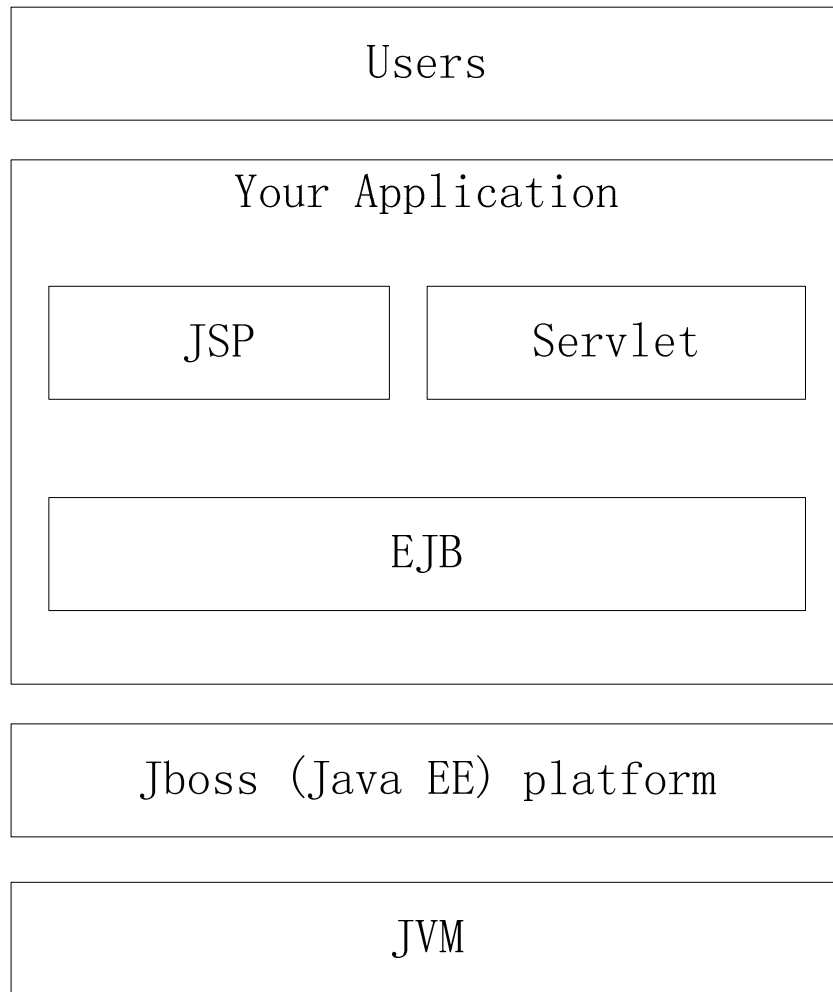 Users
Your Application
JSP
Servlet
EJB
Jboss (Java EE) platform
JVM